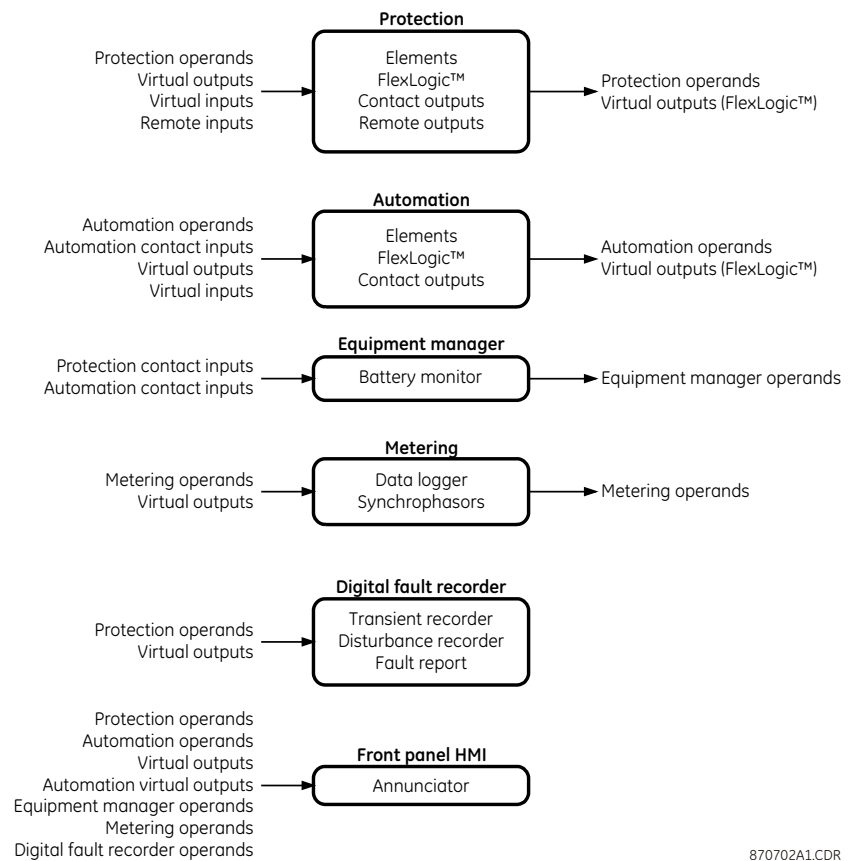 Protection
Protection operands
Virtual outputs
Virtual inputs
Remote inputs
Elements
FlexLogic™
Contact outputs
Remote outputs
Protection operands
Virtual outputs (FlexLogic™)
Automation
Automation operands
Automation contact inputs
Virtual outputs
Virtual inputs
Elements
FlexLogic™
Contact outputs
Automation operands
Virtual outputs (FlexLogic™)
Equipment manager
Protection contact inputs
Automation contact inputs
Battery monitor
Equipment manager operands
Metering
Metering operands
Virtual outputs
Data logger
Synchrophasors
Metering operands
Digital fault recorder
Protection operands
Virtual outputs
Transient recorder
Disturbance recorder
Fault report
Front panel HMI
Protection operands
Automation operands
Virtual outputs
Automation virtual outputs
Equipment manager operands
Metering operands
Digital fault recorder operands
Annunciator
870702A1.CDR